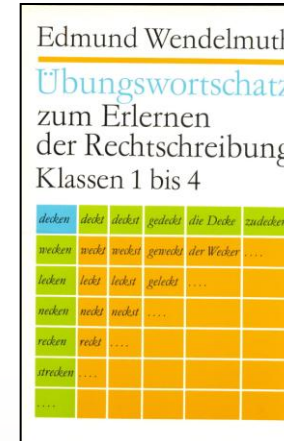 Edmund Wendelmuth
Übungswortschatz
zum Erlernen
der Rechtschreibung
Klassen 1 bis 4
decken deckt deckst gedeckt die Decke zudecken
wecken weckt weckst geweckt der Wecker ....
lecken leckt leckst geleckt ....
necken neckt neckst ....
recken reckt ....
strecken ....
....